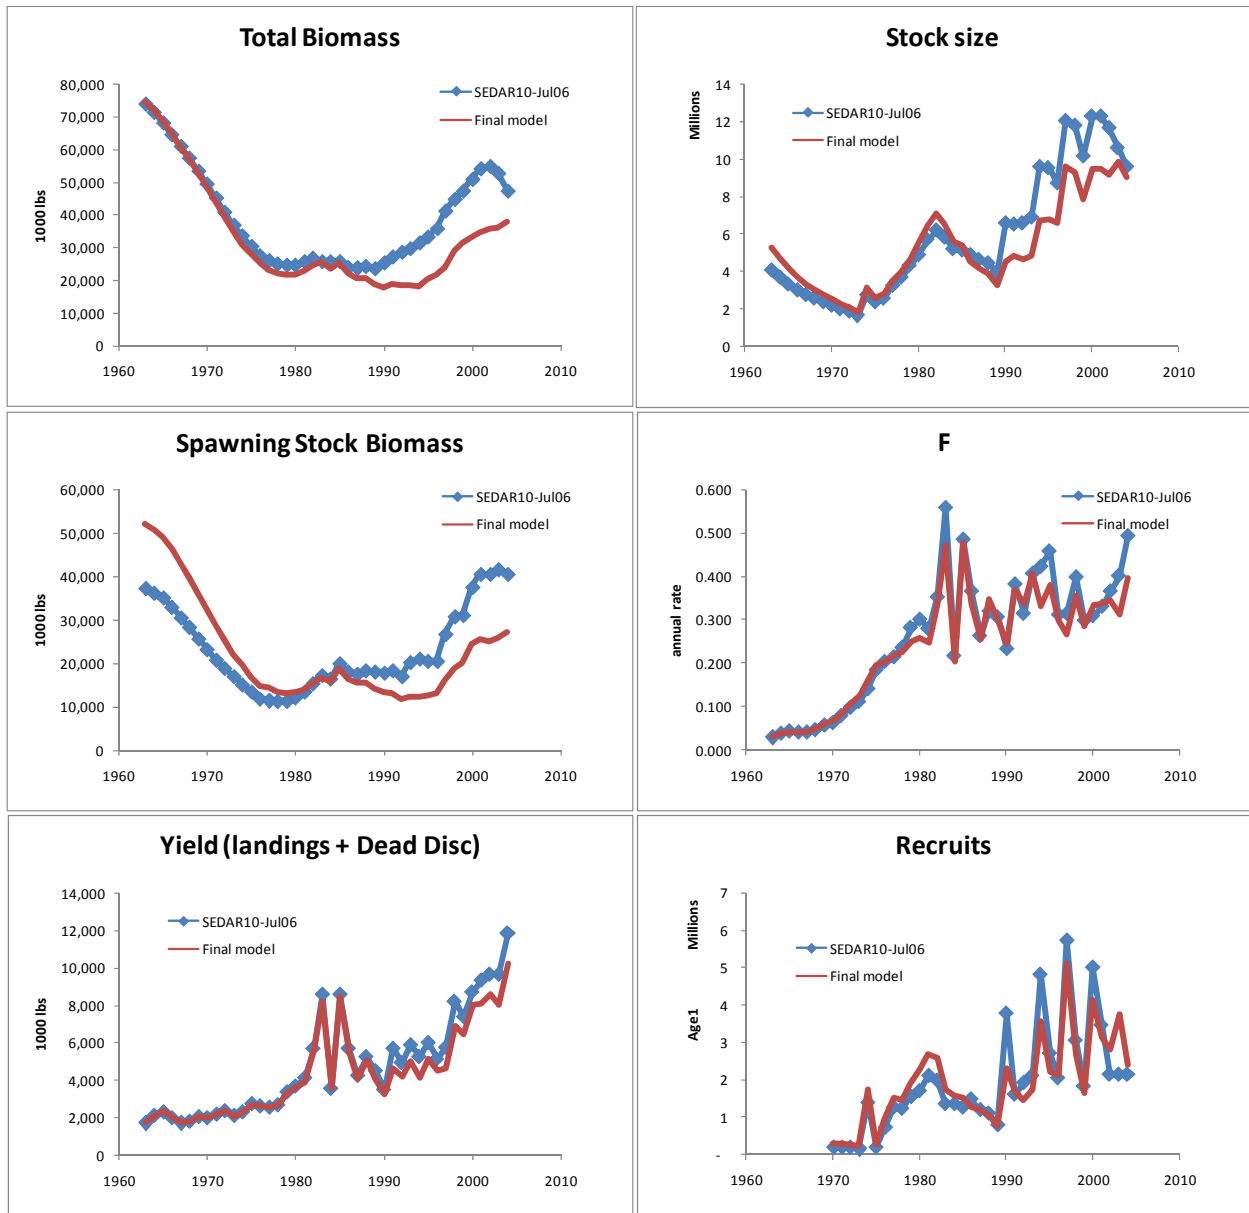 Total Biomass
80,000
70,000
60,000
50,000
40,000
30,000
20,000
10,000
0
1000 lbs
SEDAR10-Jul06
Final model
1960 1970 1980 1990 2000 2010
Stock size
Millions
14
12
10
8
6
4
2
0
SEDAR10-Jul06
Final model
1960 1970 1980 1990 2000 2010
Spawning Stock Biomass
60,000
50,000
40,000
30,000
20,000
10,000
0
1000 lbs
SEDAR10-Jul06
Final model
1960 1970 1980 1990 2000 2010
F
0.600
0.500
0.400
0.300
0.200
0.100
0.000
annual rate
SEDAR10-Jul06
Final model
1960 1970 1980 1990 2000 2010
Yield (landings + Dead Disc)
14,000
12,000
10,000
8,000
6,000
4,000
2,000
0
1000 lbs
SEDAR10-Jul06
Final model
1960 1970 1980 1990 2000 2010
Recruits
Millions
Age1
7
6
5
4
3
2
1
-
SEDAR10-Jul06
Final model
1960 1970 1980 1990 2000 2010